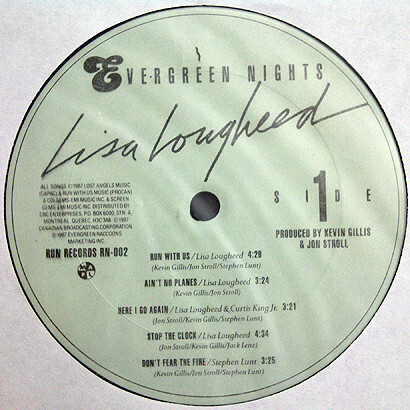 EVERGREEN NIGHTS
Lisa Lougheed
SIDE 1
ALL SONGS ©1987 LOST ANGELS MUSIC
(CAPAC) & RUN WITH US MUSIC (PROCAN)
& COLGEMS-EMI MUSIC INC. & SCREEN
GEMS-EMI MUSIC INC. DISTRIBUTED BY
CBC ENTERPRISES, P.O. BOX 6000, STN. A,
MONTREAL, QUEBEC, H3C 3A8. ©1987
CANADIAN BROADCASTING CORPORATION
℗1987 EVERGREEN RACCOONS
MARKETING INC.
PRODUCED BY KEVIN GILLIS
& JON STROLL
RUN RECORDS RN-002
RUN WITH US / Lisa Lougheed 4:20
(Kevin Gillis/Jon Stroll/Stephen Lunt)
AIN'T NO PLANES / Lisa Lougheed 3:24
(Kevin Gillis/Jon Stroll)
HERE I GO AGAIN / Lisa Lougheed & Curtis King Jr. 3:21
(Jon Stroll/Kevin Gillis/Stephen Lunt)
STOP THE CLOCK / Lisa Lougheed 4:34
(Jon Stroll/Kevin Gillis/Jack Lenz)
DON'T FEAR THE FIRE / Stephen Lunt 3:25
(Kevin Gillis/Jon Stroll/Stephen Lunt)